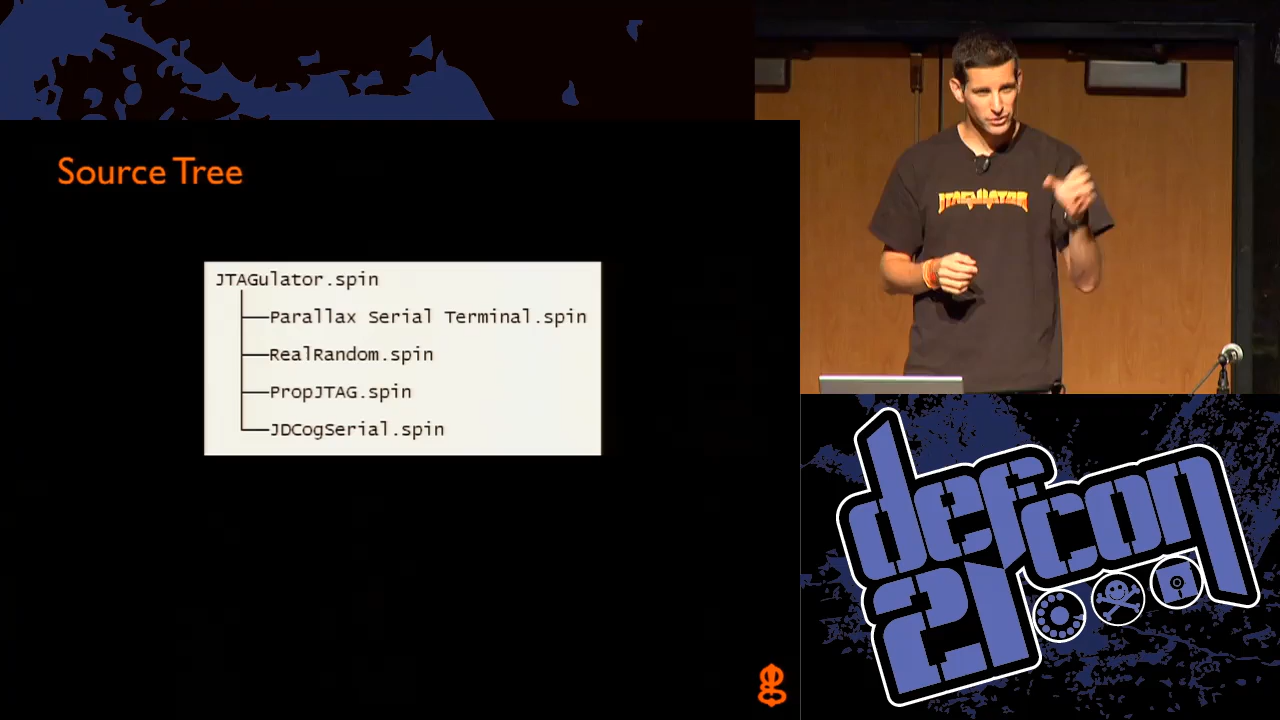 Source Tree
JTAGulator.spin
Parallax Serial Terminal.spin
RealRandom.spin
PropJTAG.spin
JDCogSerial.spin
JTAGULATOR
defcon
21